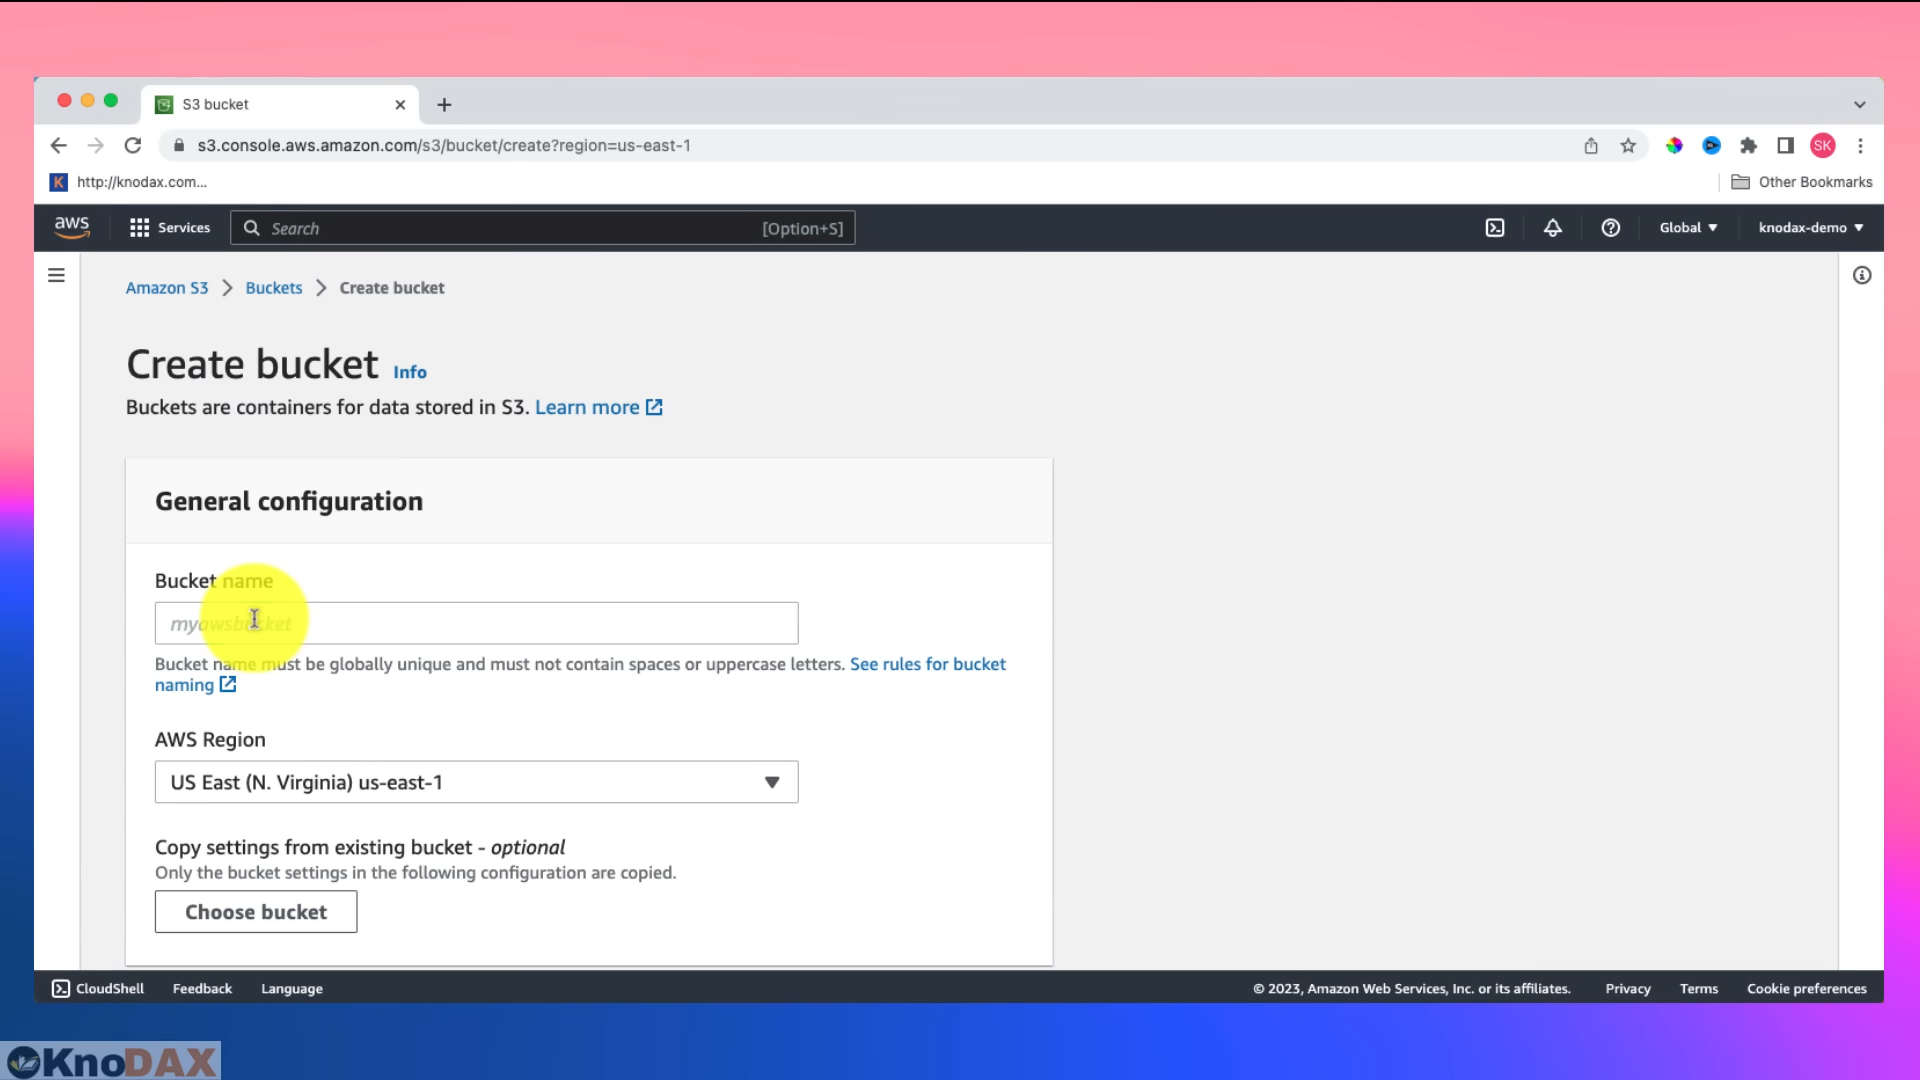 S3 bucket
s3.console.aws.amazon.com/s3/bucket/create?region=us-east-1
SK
K http://knodax.com...
Other Bookmarks
aws Services Search [Option+S] Global knodax-demo
Amazon S3 > Buckets > Create bucket
Create bucket Info
Buckets are containers for data stored in S3. Learn more
General configuration
Bucket name
myawsbucket
Bucket name must be globally unique and must not contain spaces or uppercase letters. See rules for bucket
naming
AWS Region
US East (N. Virginia) us-east-1
Copy settings from existing bucket - optional
Only the bucket settings in the following configuration are copied.
Choose bucket
CloudShell Feedback Language © 2023, Amazon Web Services, Inc. or its affiliates. Privacy Terms Cookie preferences
KnoDAX